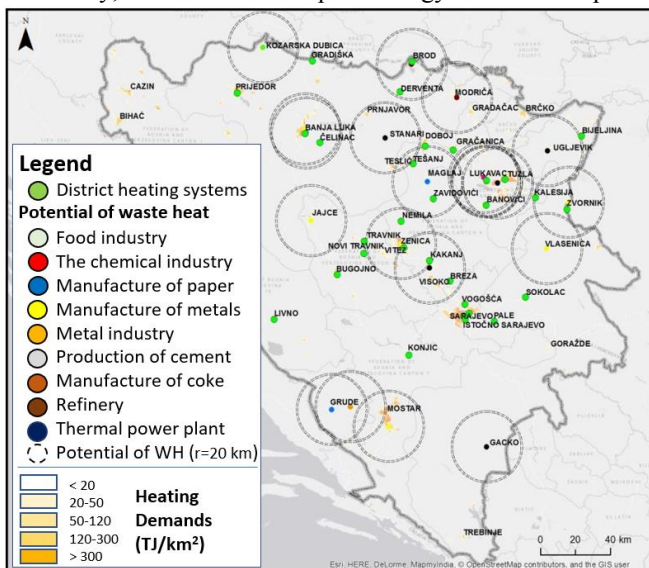 N
KOZARSKA DUBICA
GRADIŠKA
BROD
CAZIN
PRIJEDOR
DERVENTA
MODRIČA
BIHAĆ
PRNJAVOR
GRADAČAC
BRČKO
BANJA LUKA
ČELINAC
STANARI
DOBOJ
BIJELJINA
GRAČANICA
UGLJEVIK
TESLIĆ
TEŠANJ
MAGLAJ
LUKAVAC
TUZLA
ZAVIDOVIĆI
BANOVIĆI
KALESIJA
ZVORNIK
JAJCE
NEMILA
TRAVNIK
ZENICA
NOVI TRAVNIK
VITEZ
KAKANJ
VLASENICA
BUGOJNO
VISOKO
BREZA
SOKOLAC
VOGOŠĆA
LIVNO
SARAJEVO
PALE
ISTOČNO SARAJEVO
KONJIC
GORAŽDE
GRUDE
MOSTAR
GACKO
TREBINJE
Legend
District heating systems
Potential of waste heat
Food industry
The chemical industry
Manufacture of paper
Manufacture of metals
Metal industry
Production of cement
Manufacture of coke
Refinery
Thermal power plant
Potential of WH (r=20 km)
< 20
20-50
50-120
120-300
> 300
Heating
Demands
(TJ/km²)
0 20 40 km
Esri, HERE, DeLorme, MapmyIndia, © OpenStreetMap contributors, and the GIS user